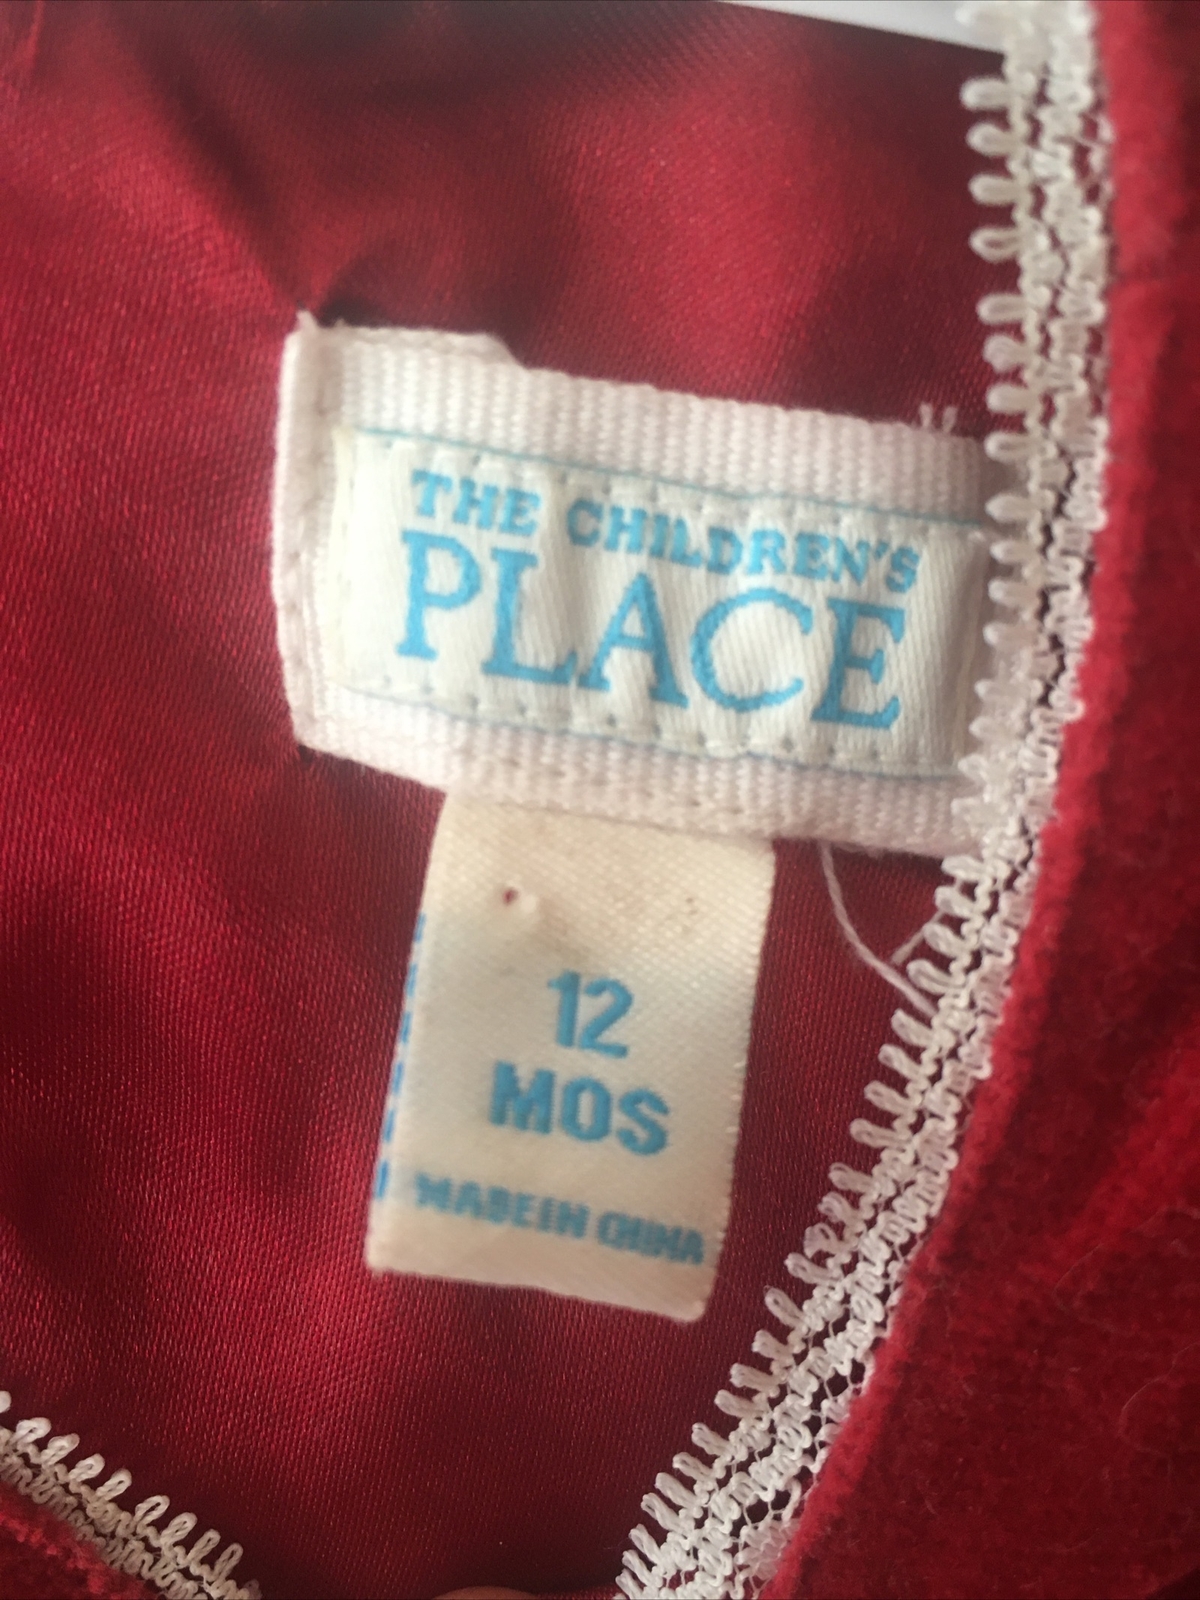 THE CHILDREN'S
PLACE
12
MOS
MADE IN CHINA